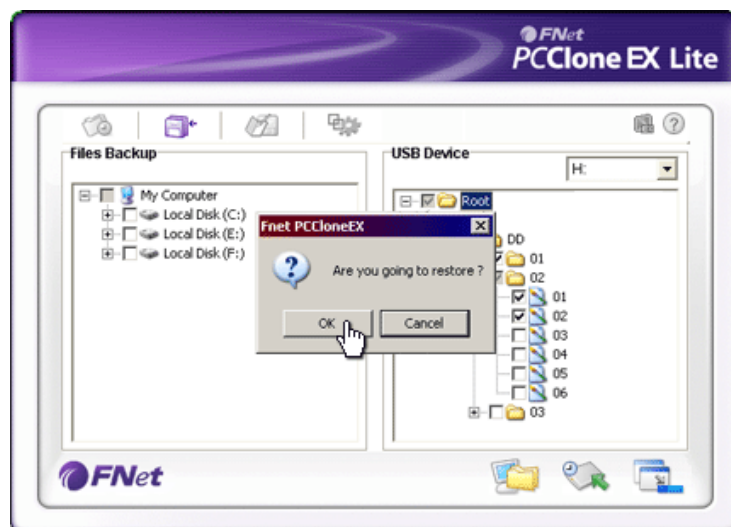 FNet
PCClone EX Lite
Files Backup
USB Device
H:
My Computer
Local Disk (C:)
Local Disk (E:)
Local Disk (F:)
Root
DD
01
02
01
02
03
04
05
06
03
Fnet PCCloneEX
Are you going to restore ?
OK
Cancel
FNet